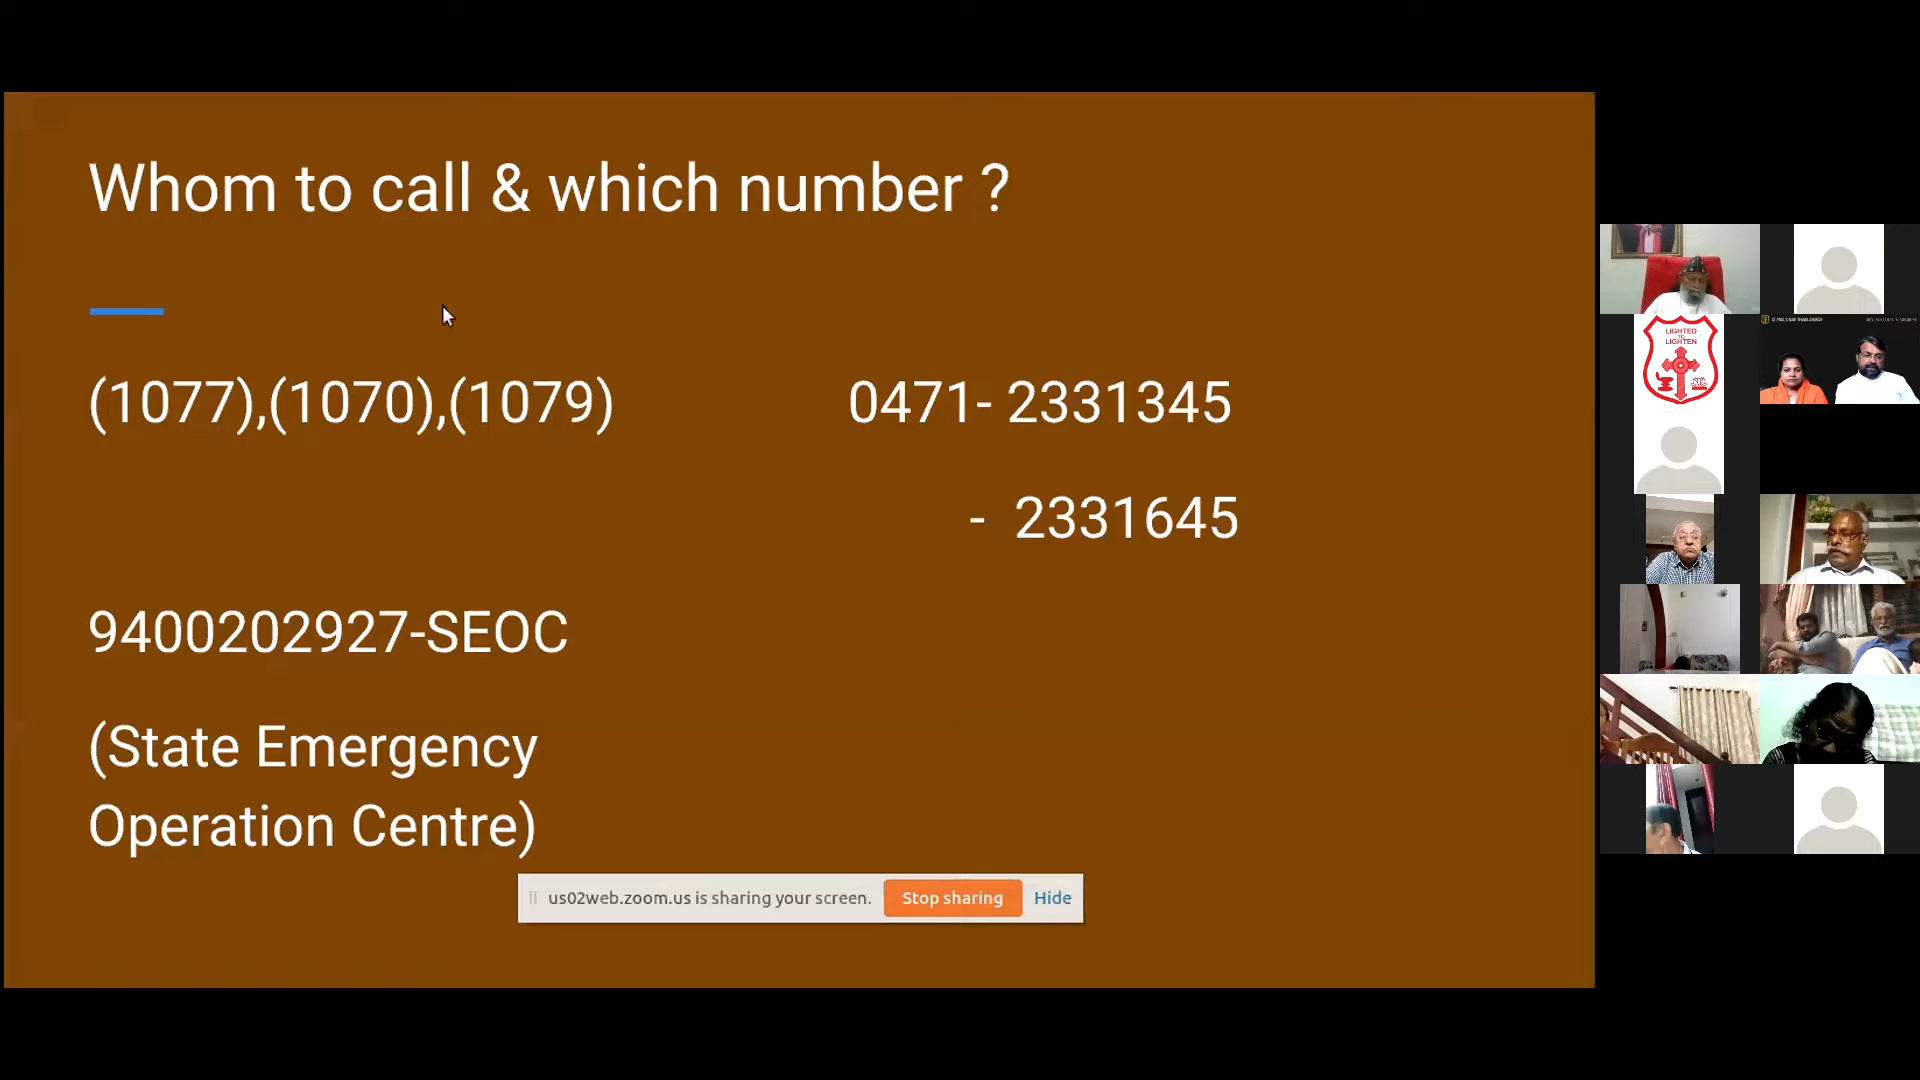 Whom to call & which number ?
(1077),(1070),(1079)
0471- 2331345
- 2331645
9400202927-SEOC
(State Emergency
Operation Centre)
us02web.zoom.us is sharing your screen.
Stop sharing
Hide
LIGHTED
TO
LIGHTEN